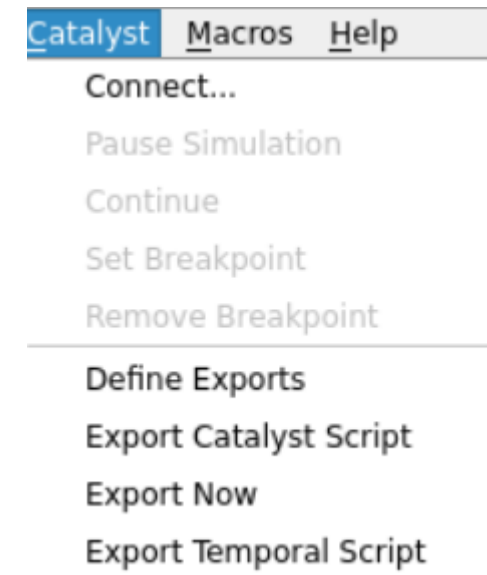 Catalyst Macros Help
Connect...
Pause Simulation
Continue
Set Breakpoint
Remove Breakpoint
Define Exports
Export Catalyst Script
Export Now
Export Temporal Script